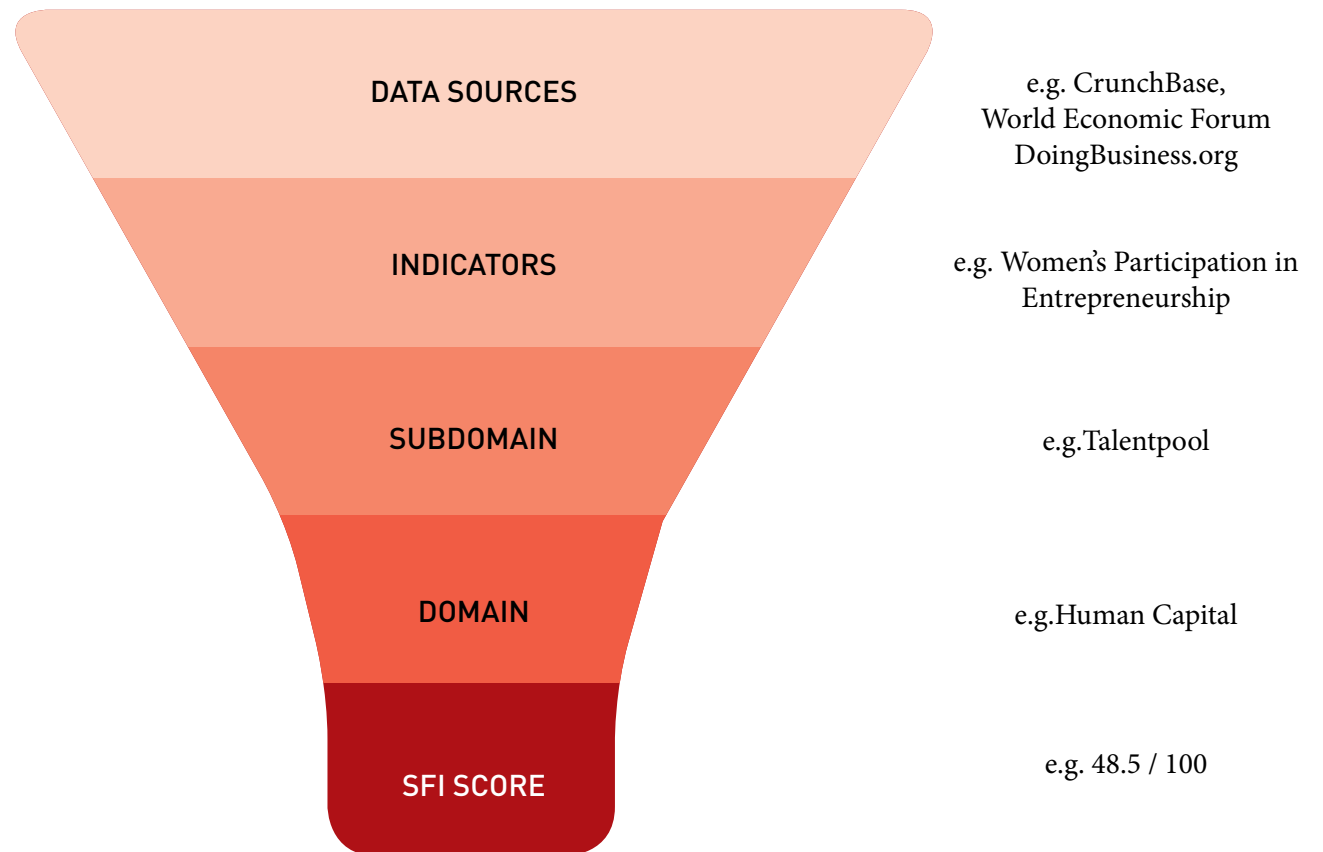 DATA SOURCES
e.g. CrunchBase,
World Economic Forum
DoingBusiness.org
INDICATORS
e.g. Women’s Participation in
Entrepreneurship
SUBDOMAIN
e.g.Talentpool
DOMAIN
e.g.Human Capital
SFI SCORE
e.g. 48.5 / 100